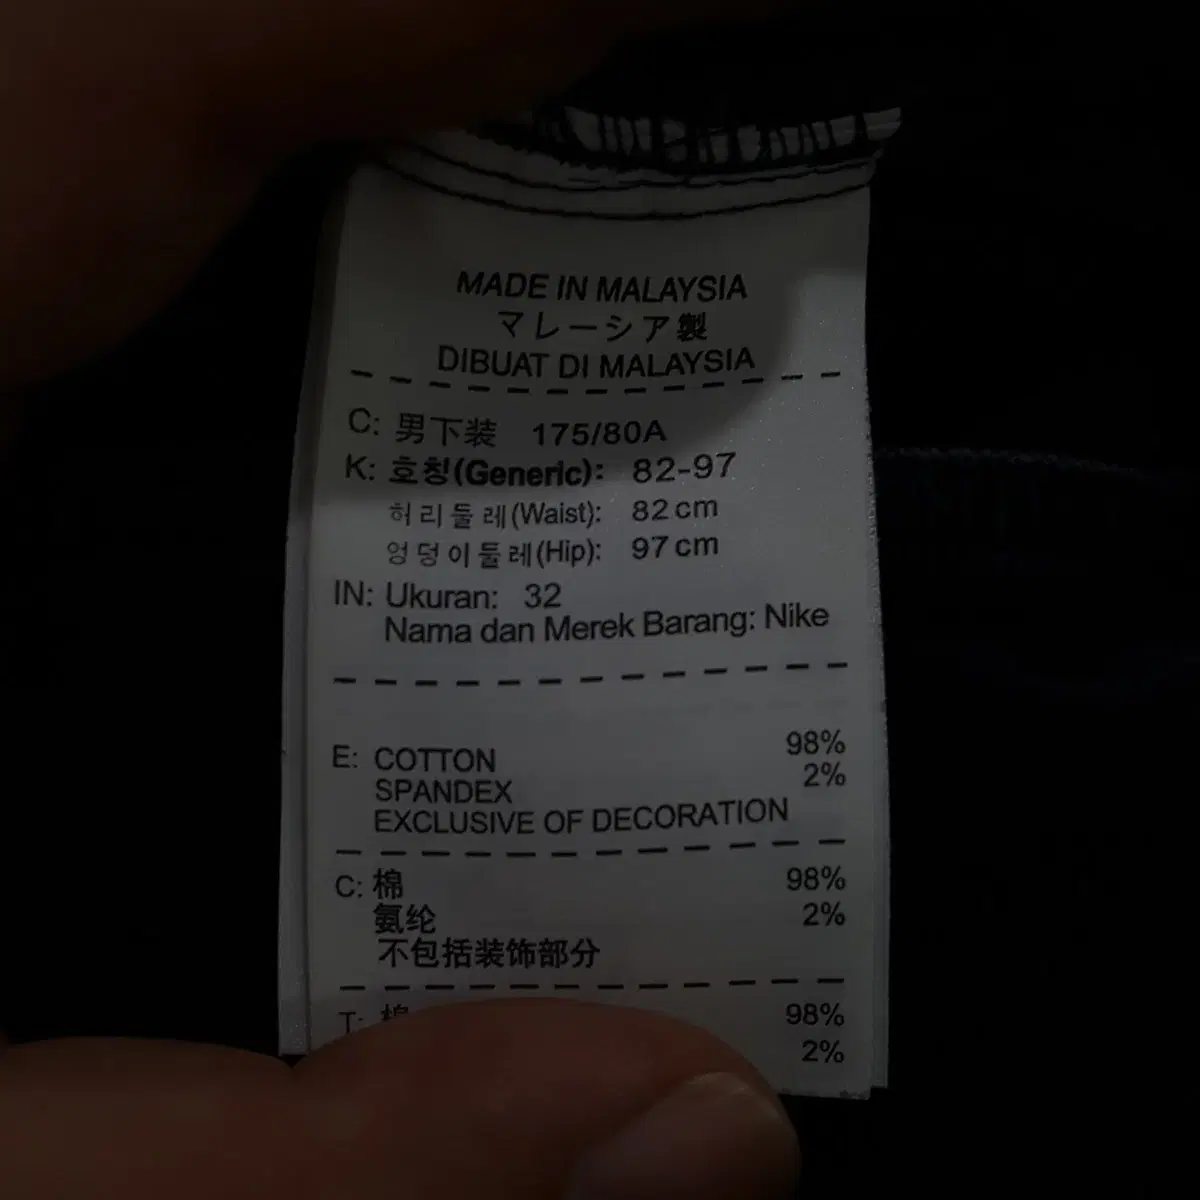 MADE IN MALAYSIA
マレーシア製
DIBUAT DI MALAYSIA
C: 男下装 175/80A
K: 호칭(Generic): 82-97
허리둘레(Waist): 82cm
엉덩이둘레(Hip): 97cm
IN: Ukuran: 32
Nama dan Merek Barang: Nike
E: COTTON 98%
SPANDEX 2%
EXCLUSIVE OF DECORATION
C: 棉 98%
氨纶 2%
不包括装饰部分
T: 棉 98%
2%